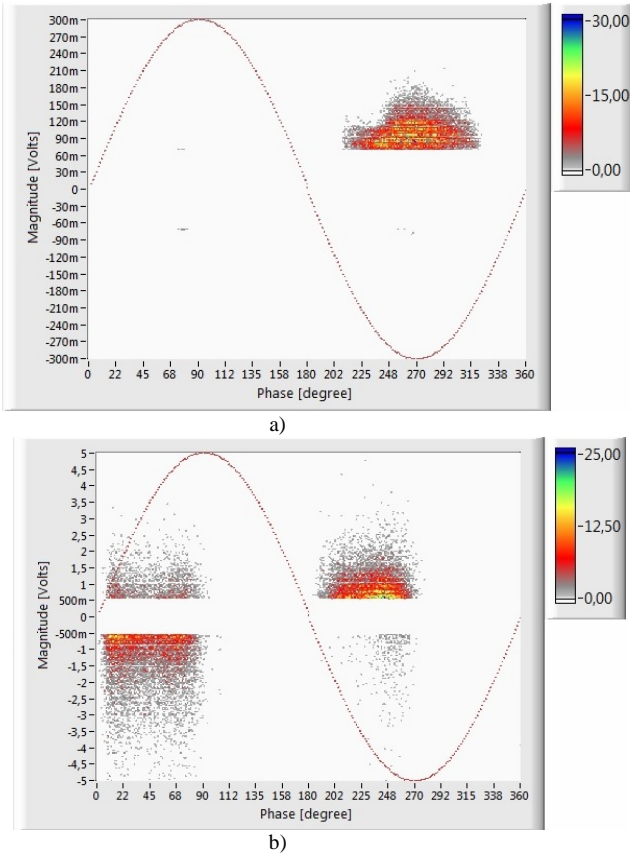 300m
270m
240m
210m
180m
150m
120m
90m
60m
30m
0
-30m
-60m
-90m
-120m
-150m
-180m
-210m
-240m
-270m
-300m
Magnitude [Volts]
0 22 45 68 90 112 135 158 180 202 228 248 270 292 315 338 360
Phase [degree]
30,00
15,00
0,00
a)
5
4,5
4
3,5
3
2,5
2
1,5
1
500m
0
-500m
-1
-1,5
-2
-2,5
-3
-3,5
-4
-4,5
-5
Magnitude [Volts]
0 22 45 68 90 112 135 158 180 202 228 248 270 292 315 338 360
Phase [degree]
25,00
12,50
0,00
b)